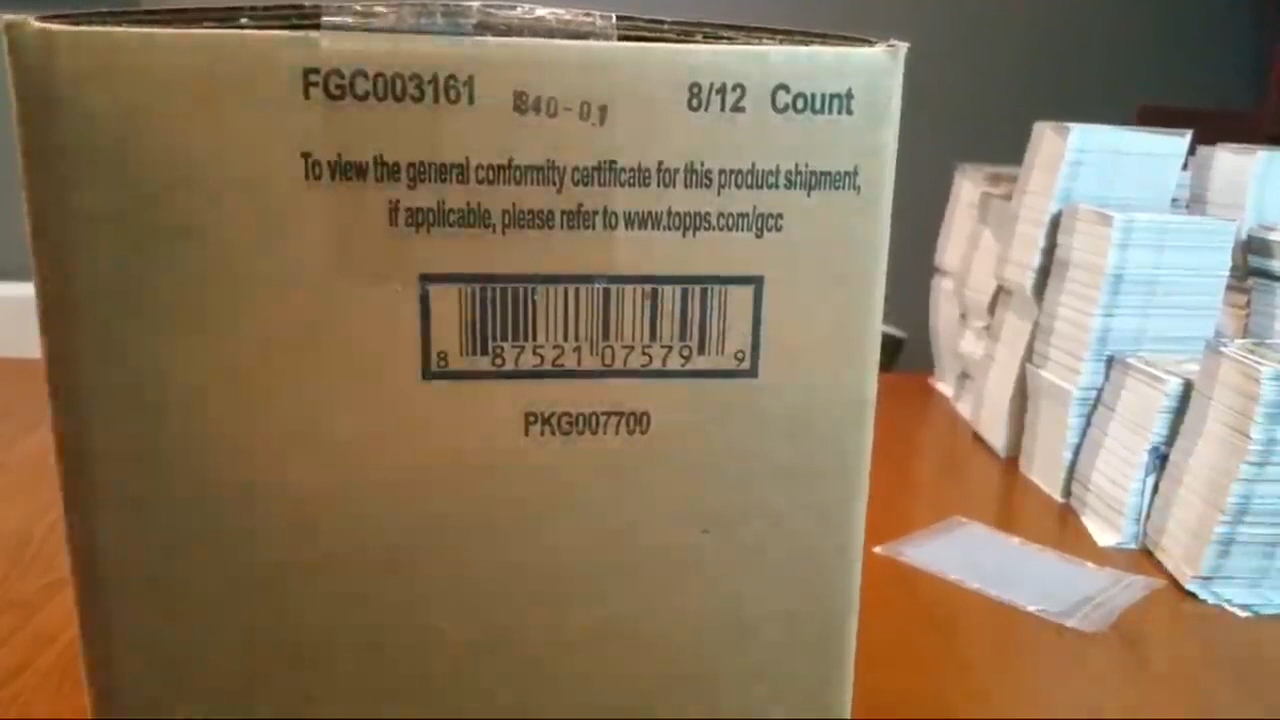 FGC003161 840-01 8/12 Count
To view the general conformity certificate for this product shipment,
if applicable, please refer to www.topps.com/gcc
8 87521 07579 9
PKG007700